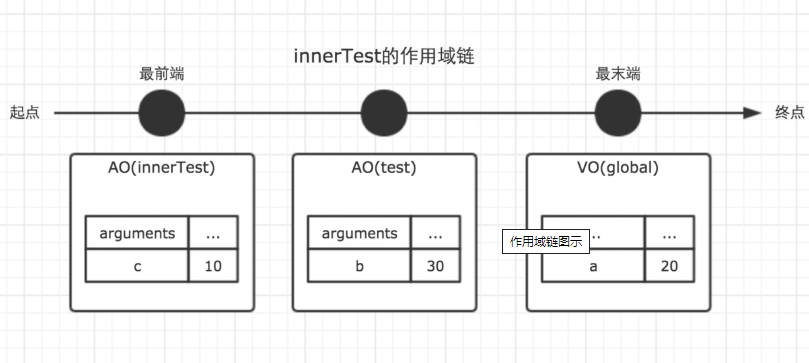 innerTest的作用域链
最前端
最末端
起点
终点
AO(innerTest)
AO(test)
VO(global)
arguments ...
arguments ...
.. ...
c 10
b 30
a 20
作用域链图示